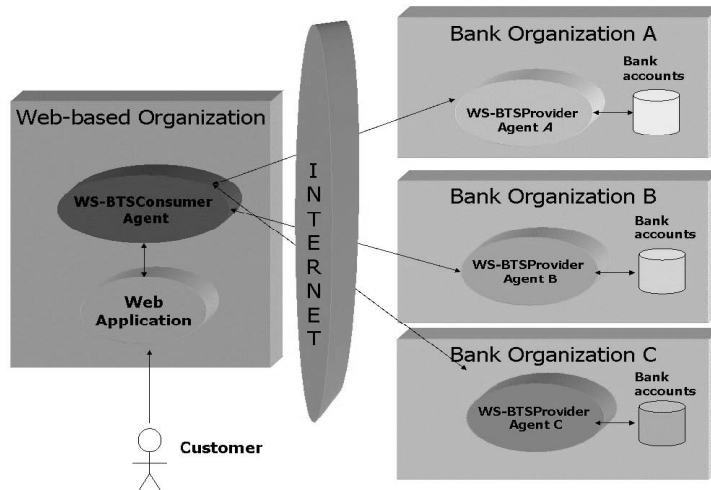 Web-based Organization
WS-BTSConsumer
Agent
Web
Application
Customer
INTERNET
Bank Organization A
Bank
accounts
WS-BTSProvider
Agent A
Bank Organization B
Bank
accounts
WS-BTSProvider
Agent B
Bank Organization C
Bank
accounts
WS-BTSProvider
Agent C